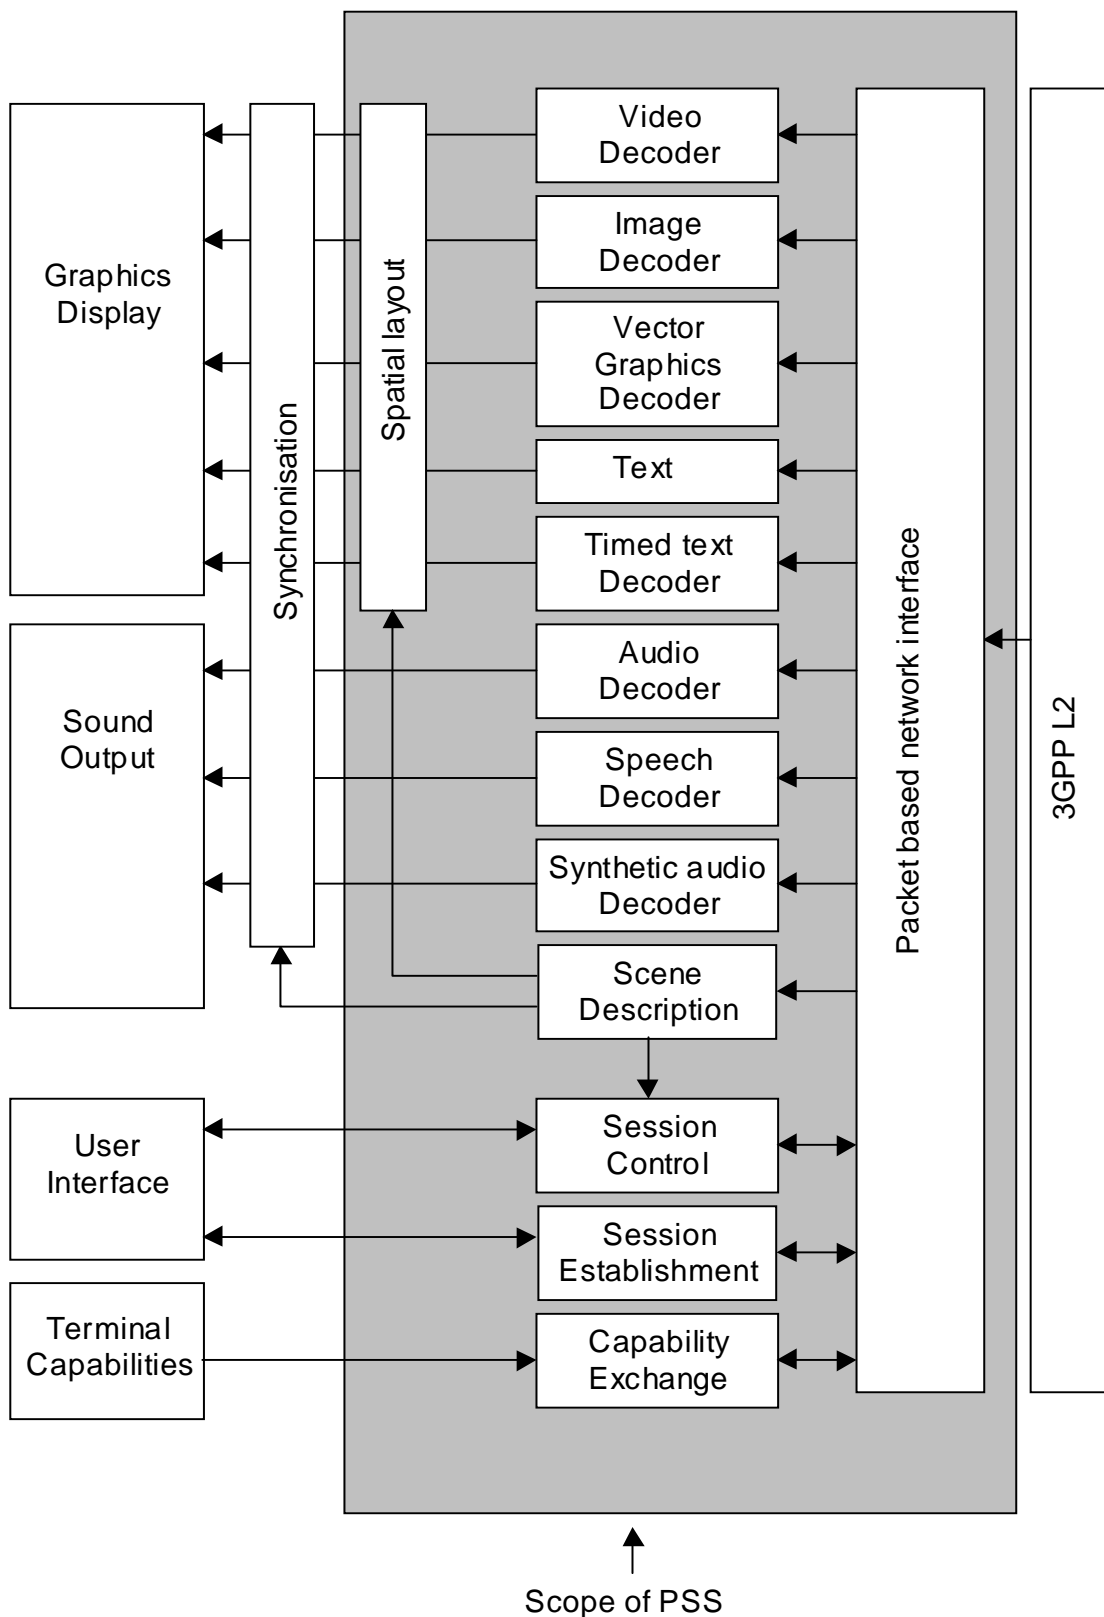 Graphics
Display
Sound
Output
User
Interface
Terminal
Capabilities
Synchronisation
Spatial layout
Video
Decoder
Image
Decoder
Vector
Graphics
Decoder
Text
Timed text
Decoder
Audio
Decoder
Speech
Decoder
Synthetic audio
Decoder
Scene
Description
Session
Control
Session
Establishment
Capability
Exchange
Packet based network interface
3GPP L2
Scope of PSS